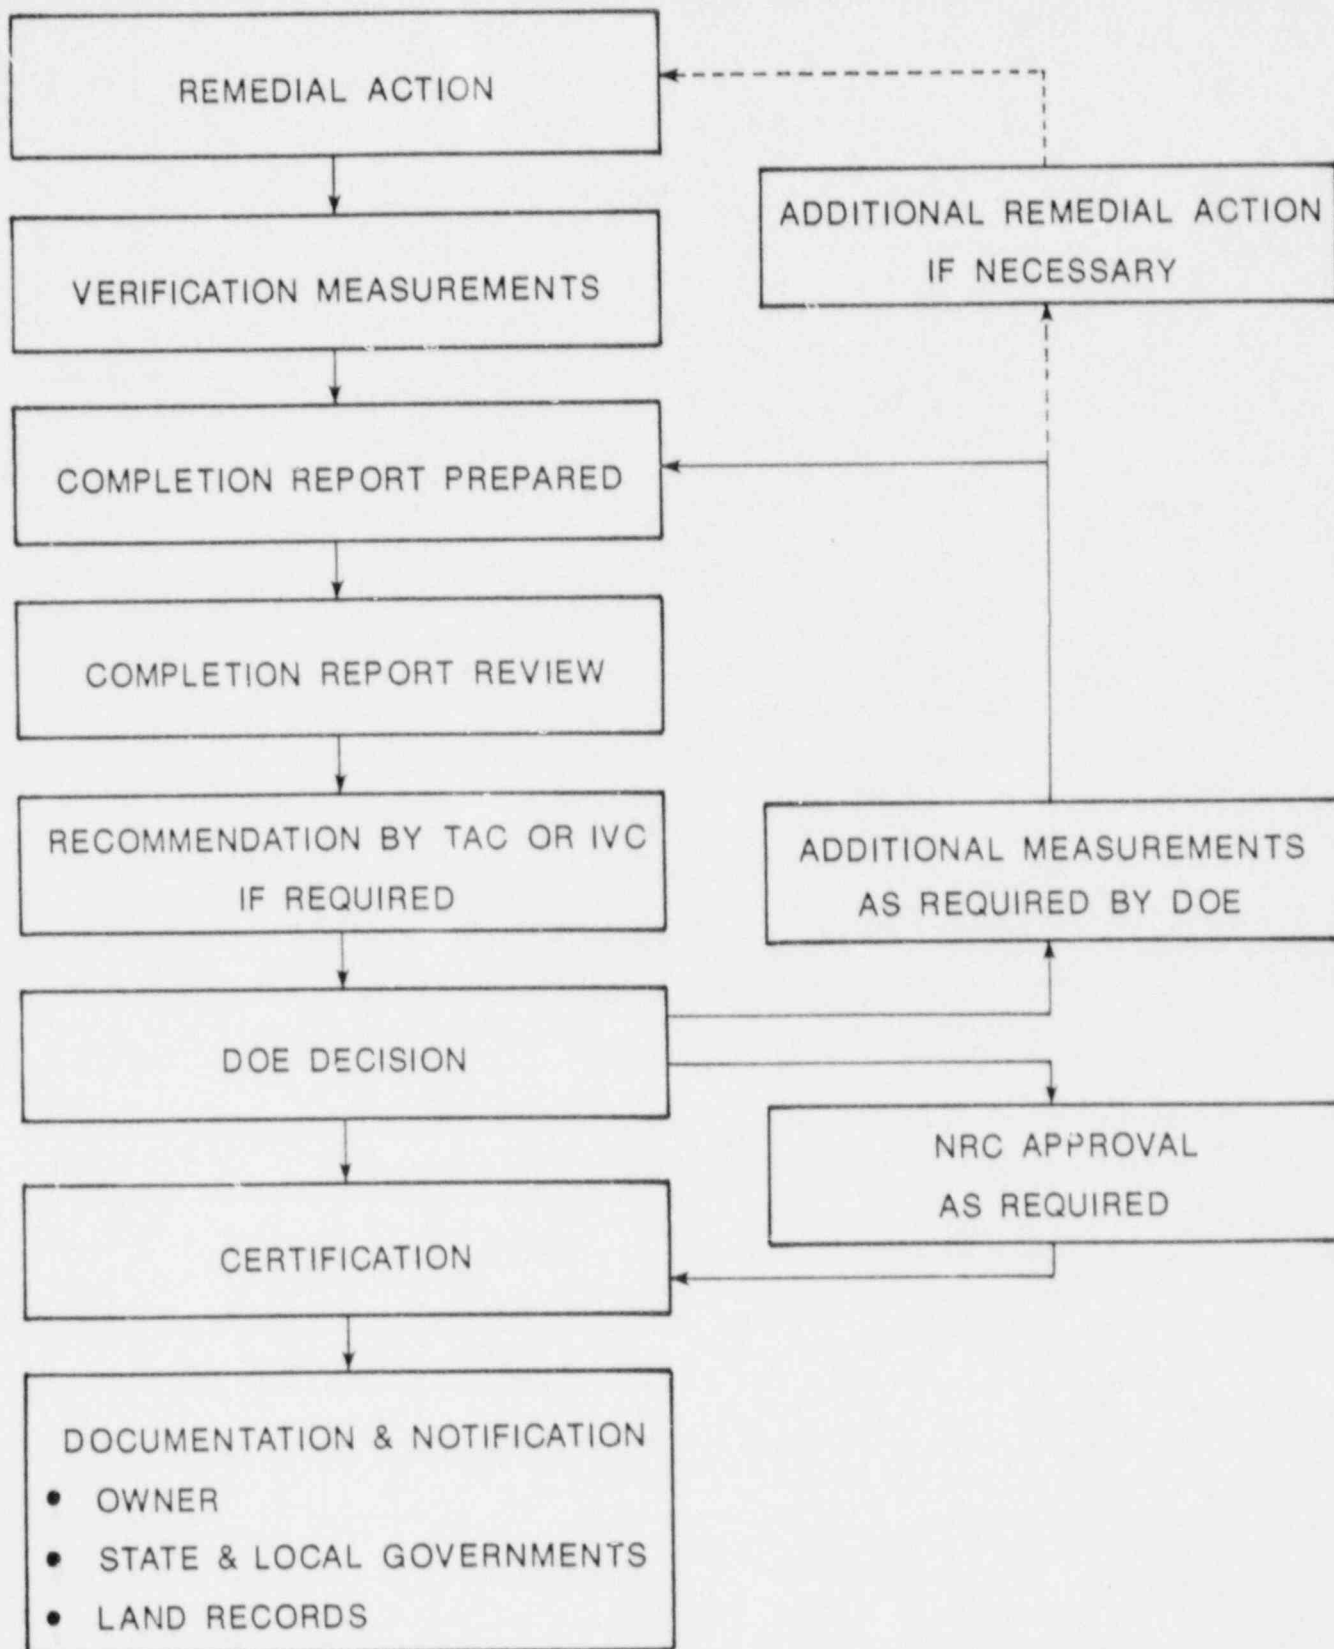 REMEDIAL ACTION
ADDITIONAL REMEDIAL ACTION
IF NECESSARY
VERIFICATION MEASUREMENTS
COMPLETION REPORT PREPARED
COMPLETION REPORT REVIEW
RECOMMENDATION BY TAC OR IVC
IF REQUIRED
ADDITIONAL MEASUREMENTS
AS REQUIRED BY DOE
DOE DECISION
NRC APPROVAL
AS REQUIRED
CERTIFICATION
DOCUMENTATION & NOTIFICATION
• OWNER
• STATE & LOCAL GOVERNMENTS
• LAND RECORDS